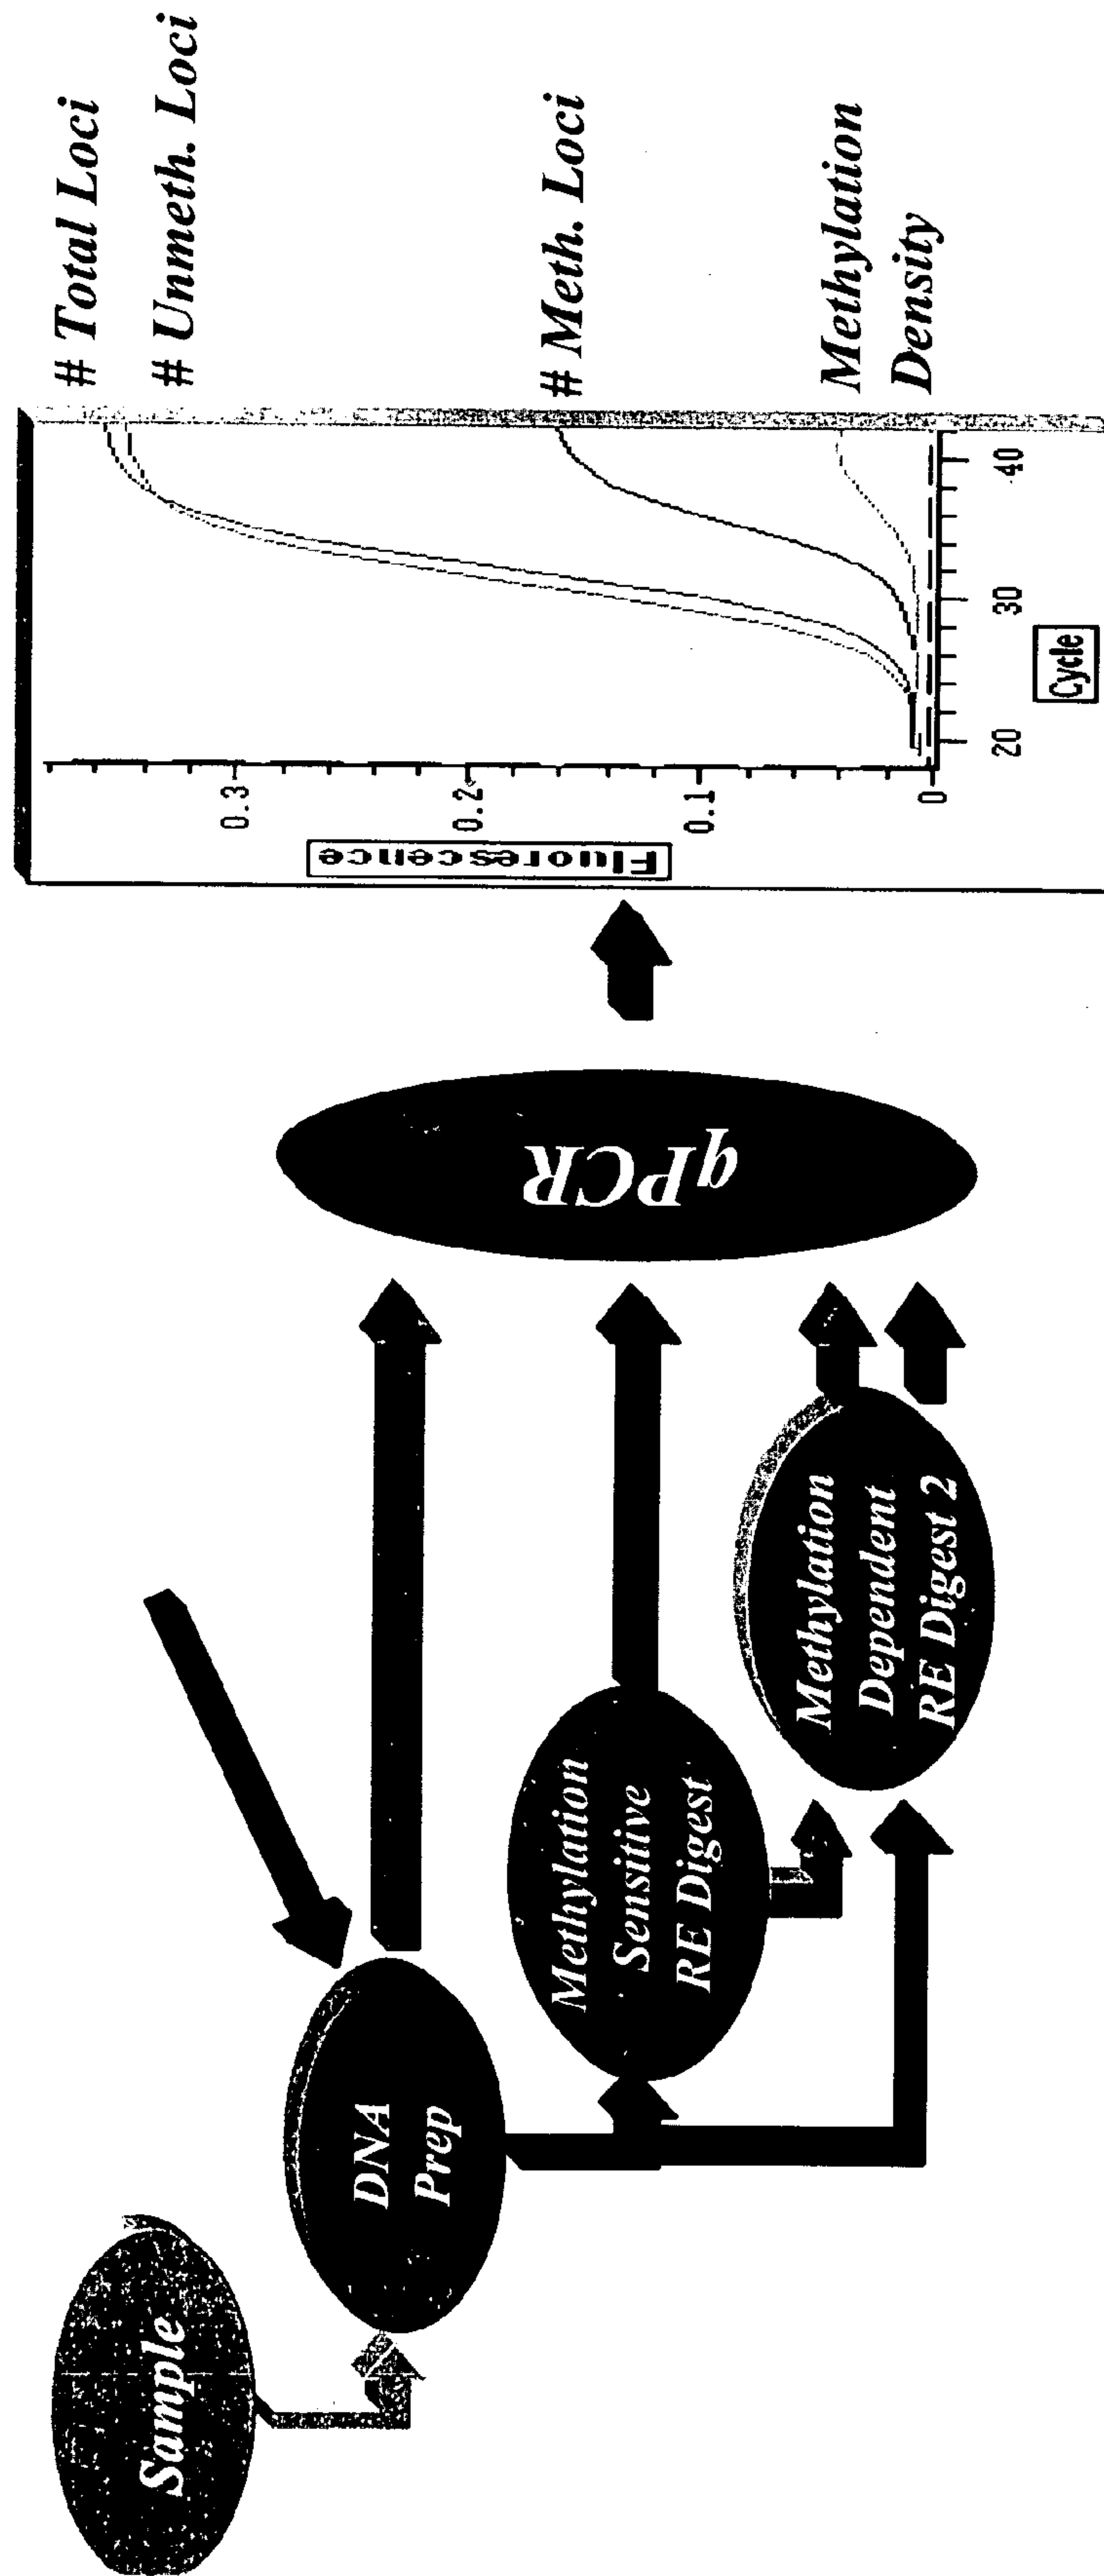 Sample
DNA
Prep
Methylation
Sensitive
RE Digest
Methylation
Dependent
RE Digest 2
qPCR
Fluorescence
0.3
0.2
0.1
0
20
30
40
Cycle
# Total Loci
# Unmeth. Loci
# Meth. Loci
Methylation
Density